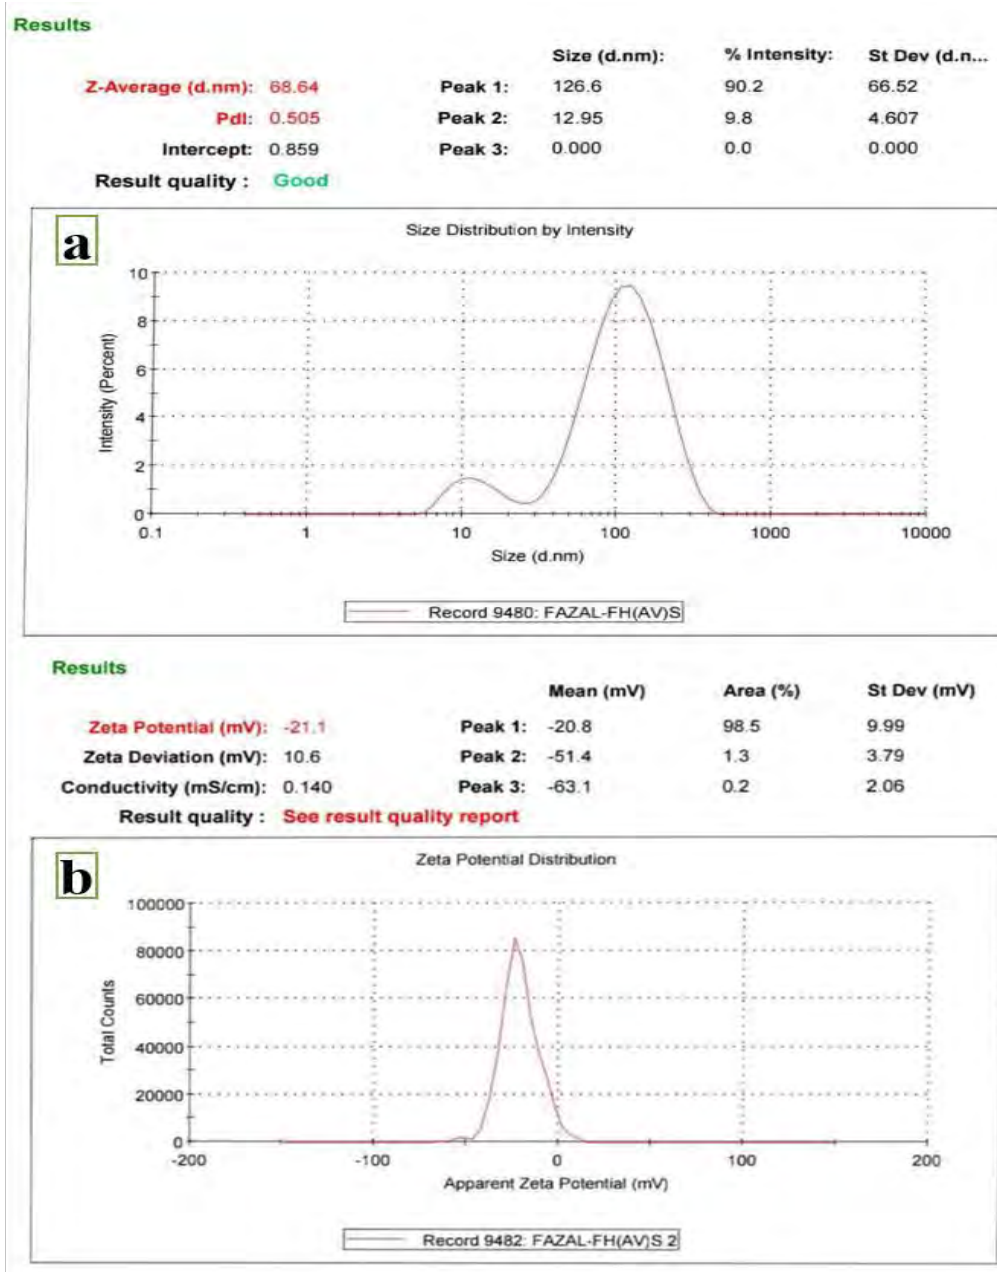 Results
Size (d.nm): % Intensity: St Dev (d.n...
Z-Average (d.nm): 68.64 Peak 1: 126.6 90.2 66.52
PdI: 0.505 Peak 2: 12.95 9.8 4.607
Intercept: 0.859 Peak 3: 0.000 0.0 0.000
Result quality : Good
a
Size Distribution by Intensity
Intensity (Percent)
10
8
6
4
2
0
0.1 1 10 100 1000 10000
Size (d.nm)
Record 9480: FAZAL-FH(AV)S
Results
Mean (mV) Area (%) St Dev (mV)
Zeta Potential (mV): -21.1 Peak 1: -20.8 98.5 9.99
Zeta Deviation (mV): 10.6 Peak 2: -51.4 1.3 3.79
Conductivity (mS/cm): 0.140 Peak 3: -63.1 0.2 2.06
Result quality : See result quality report
b
Zeta Potential Distribution
Total Counts
100000
80000
60000
40000
20000
0
-200 -100 0 100 200
Apparent Zeta Potential (mV)
Record 9482: FAZAL-FH(AV)S 2